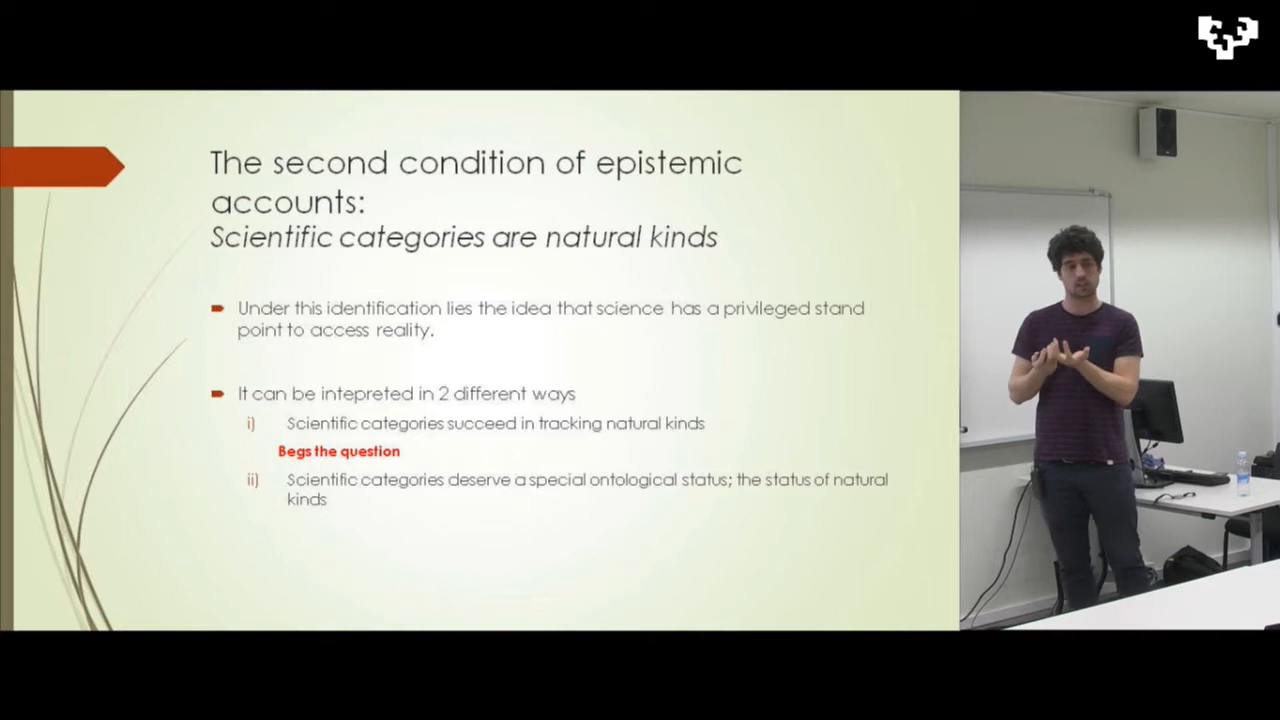 The second condition of epistemic
accounts:
Scientific categories are natural kinds
Under this identification lies the idea that science has a privileged stand
point to access reality.
It can be intepreted in 2 different ways
i) Scientific categories succeed in tracking natural kinds
Begs the question
ii) Scientific categories deserve a special ontological status; the status of natural
kinds